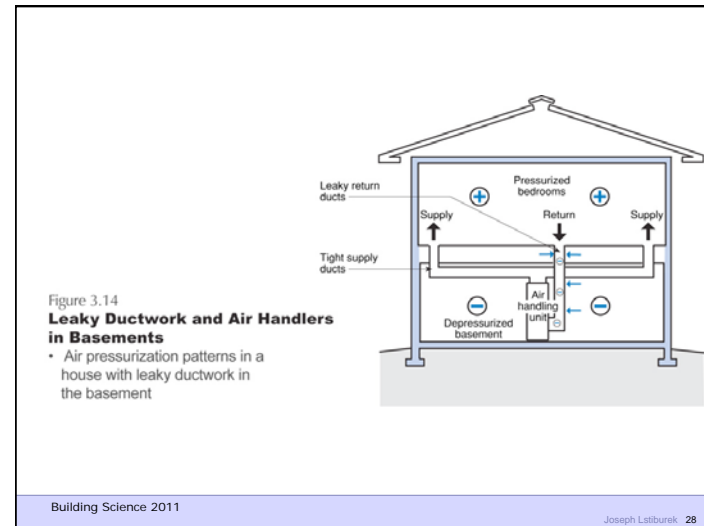 Leaky return
ducts
Pressurized
bedrooms
Supply
Return
Supply
Tight supply
ducts
Air
handling
unit
Depressurized
basement
Figure 3.14
Leaky Ductwork and Air Handlers
in Basements
• Air pressurization patterns in a
house with leaky ductwork in
the basement
Building Science 2011
Joseph Lstiburek 28